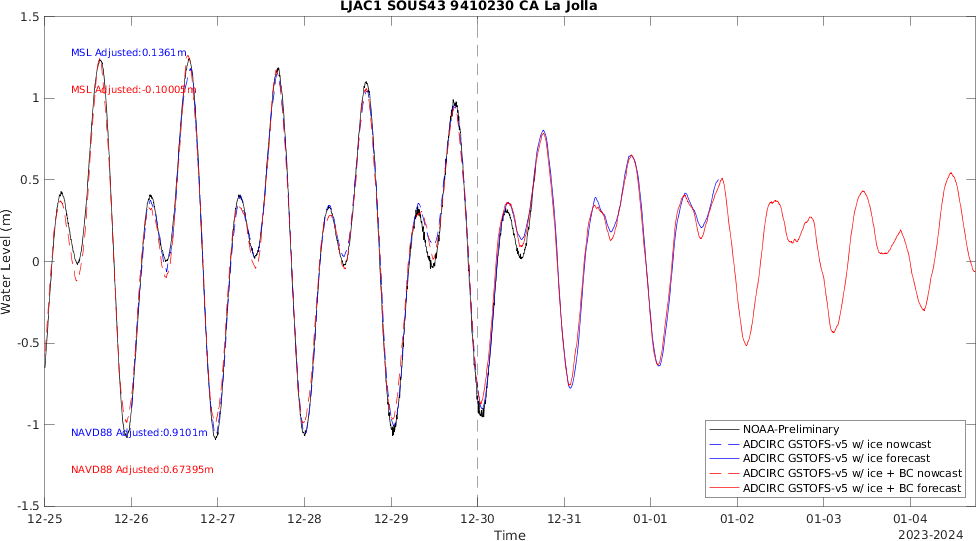 LJAC1 SOUS43 9410230 CA La Jolla
1.5
1
0.5
0
-0.5
-1
-1.5
Water Level (m)
MSL Adjusted:0.1361m
MSL Adjusted:-0.10005m
NAVD88 Adjusted:0.9101m
NAVD88 Adjusted:0.67395m
NOAA-Preliminary
ADCIRC GSTOFS-v5 w/ ice nowcast
ADCIRC GSTOFS-v5 w/ ice forecast
ADCIRC GSTOFS-v5 w/ ice + BC nowcast
ADCIRC GSTOFS-v5 w/ ice + BC forecast
12-25 12-26 12-27 12-28 12-29 12-30 12-31 01-01 01-02 01-03 01-04
Time
2023-2024